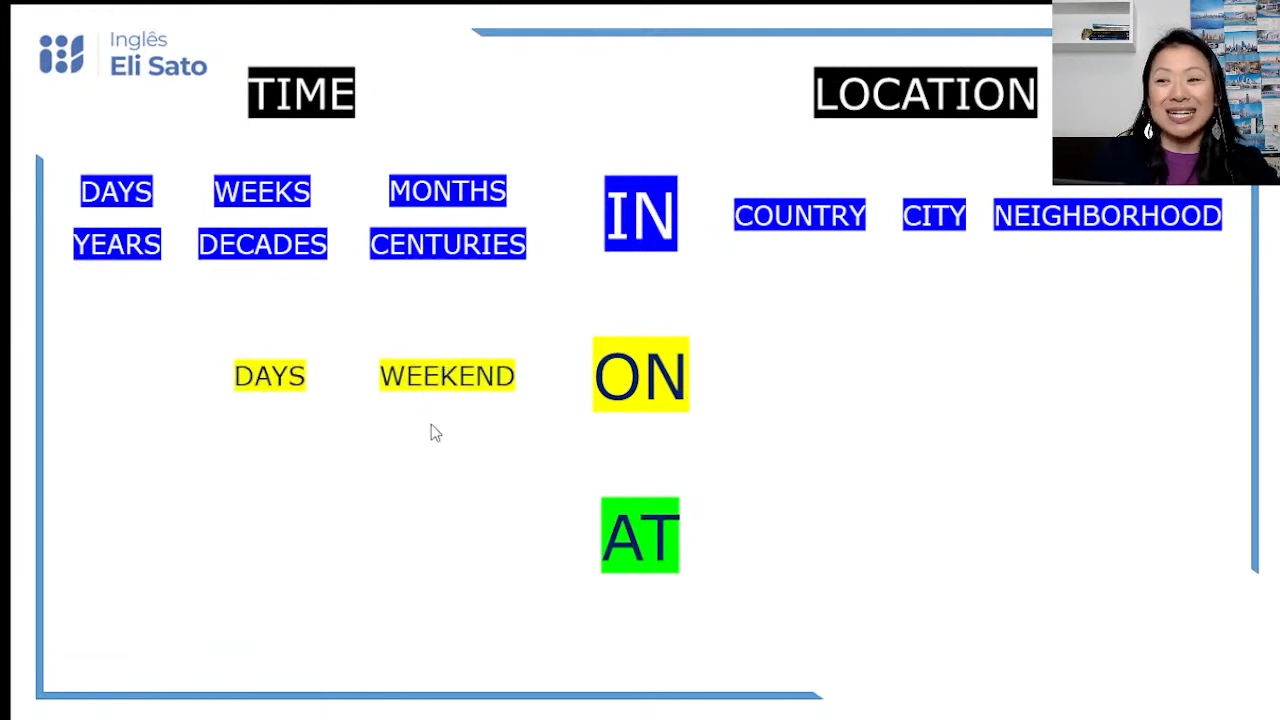 Inglês
Eli Sato
TIME
LOCATION
DAYS WEEKS MONTHS
YEARS DECADES CENTURIES
IN
COUNTRY CITY NEIGHBORHOOD
DAYS WEEKEND
ON
AT